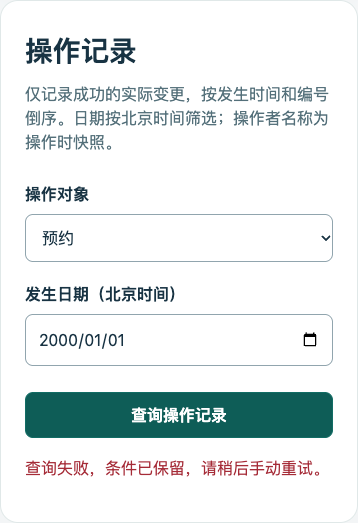 操作记录
仅记录成功的实际变更，按发生时间和编号
倒序。日期按北京时间筛选；操作者名称为
操作时快照。
操作对象
预约
发生日期（北京时间）
2000/01/01
查询操作记录
查询失败，条件已保留，请稍后手动重试。